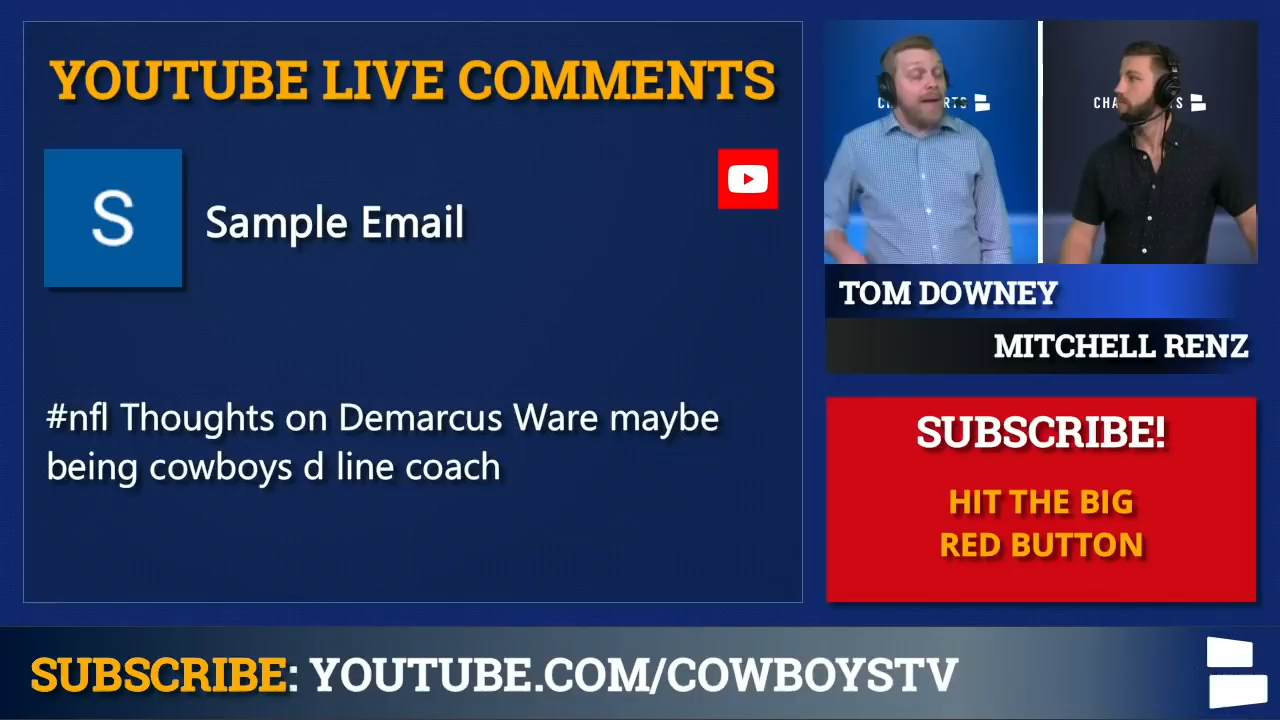 YOUTUBE LIVE COMMENTS
S
Sample Email
#nfl Thoughts on Demarcus Ware maybe
being cowboys d line coach
TOM DOWNEY
MITCHELL RENZ
SUBSCRIBE!
HIT THE BIG
RED BUTTON
SUBSCRIBE: YOUTUBE.COM/COWBOYSTV